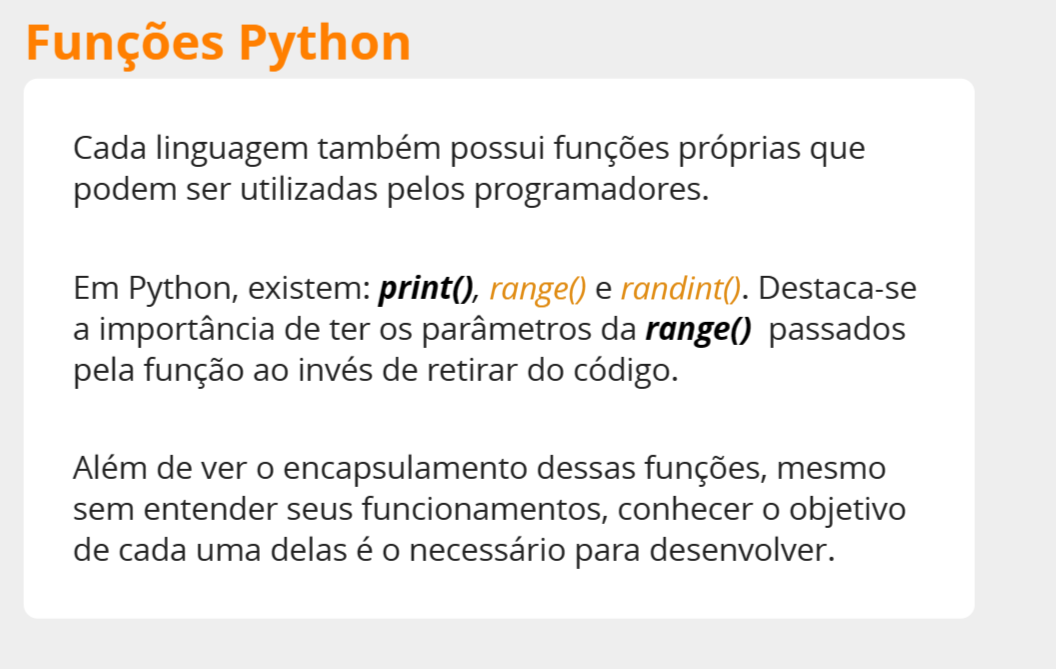 Funções Python
Cada linguagem também possui funções próprias que
podem ser utilizadas pelos programadores.
Em Python, existem: print(), range() e randint(). Destaca-se
a importância de ter os parâmetros da range() passados
pela função ao invés de retirar do código.
Além de ver o encapsulamento dessas funções, mesmo
sem entender seus funcionamentos, conhecer o objetivo
de cada uma delas é o necessário para desenvolver.